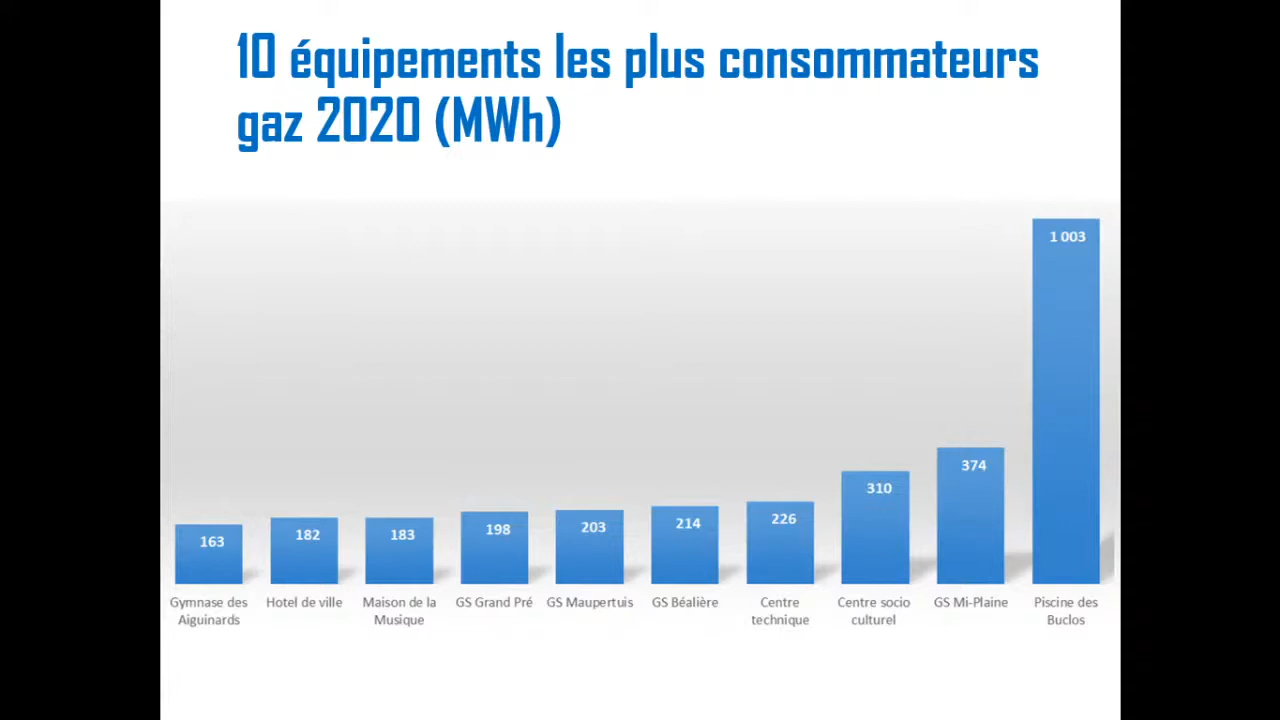 10 équipements les plus consommateurs
gaz 2020 (MWh)
1 003
374
310
226
214
203
198
183
182
163
Gymnase des
Aiguinards
Hotel de ville
Maison de la
Musique
GS Grand Pré
GS Maupertuis
GS Béalière
Centre
technique
Centre socio
culturel
GS Mi-Plaine
Piscine des
Buclos